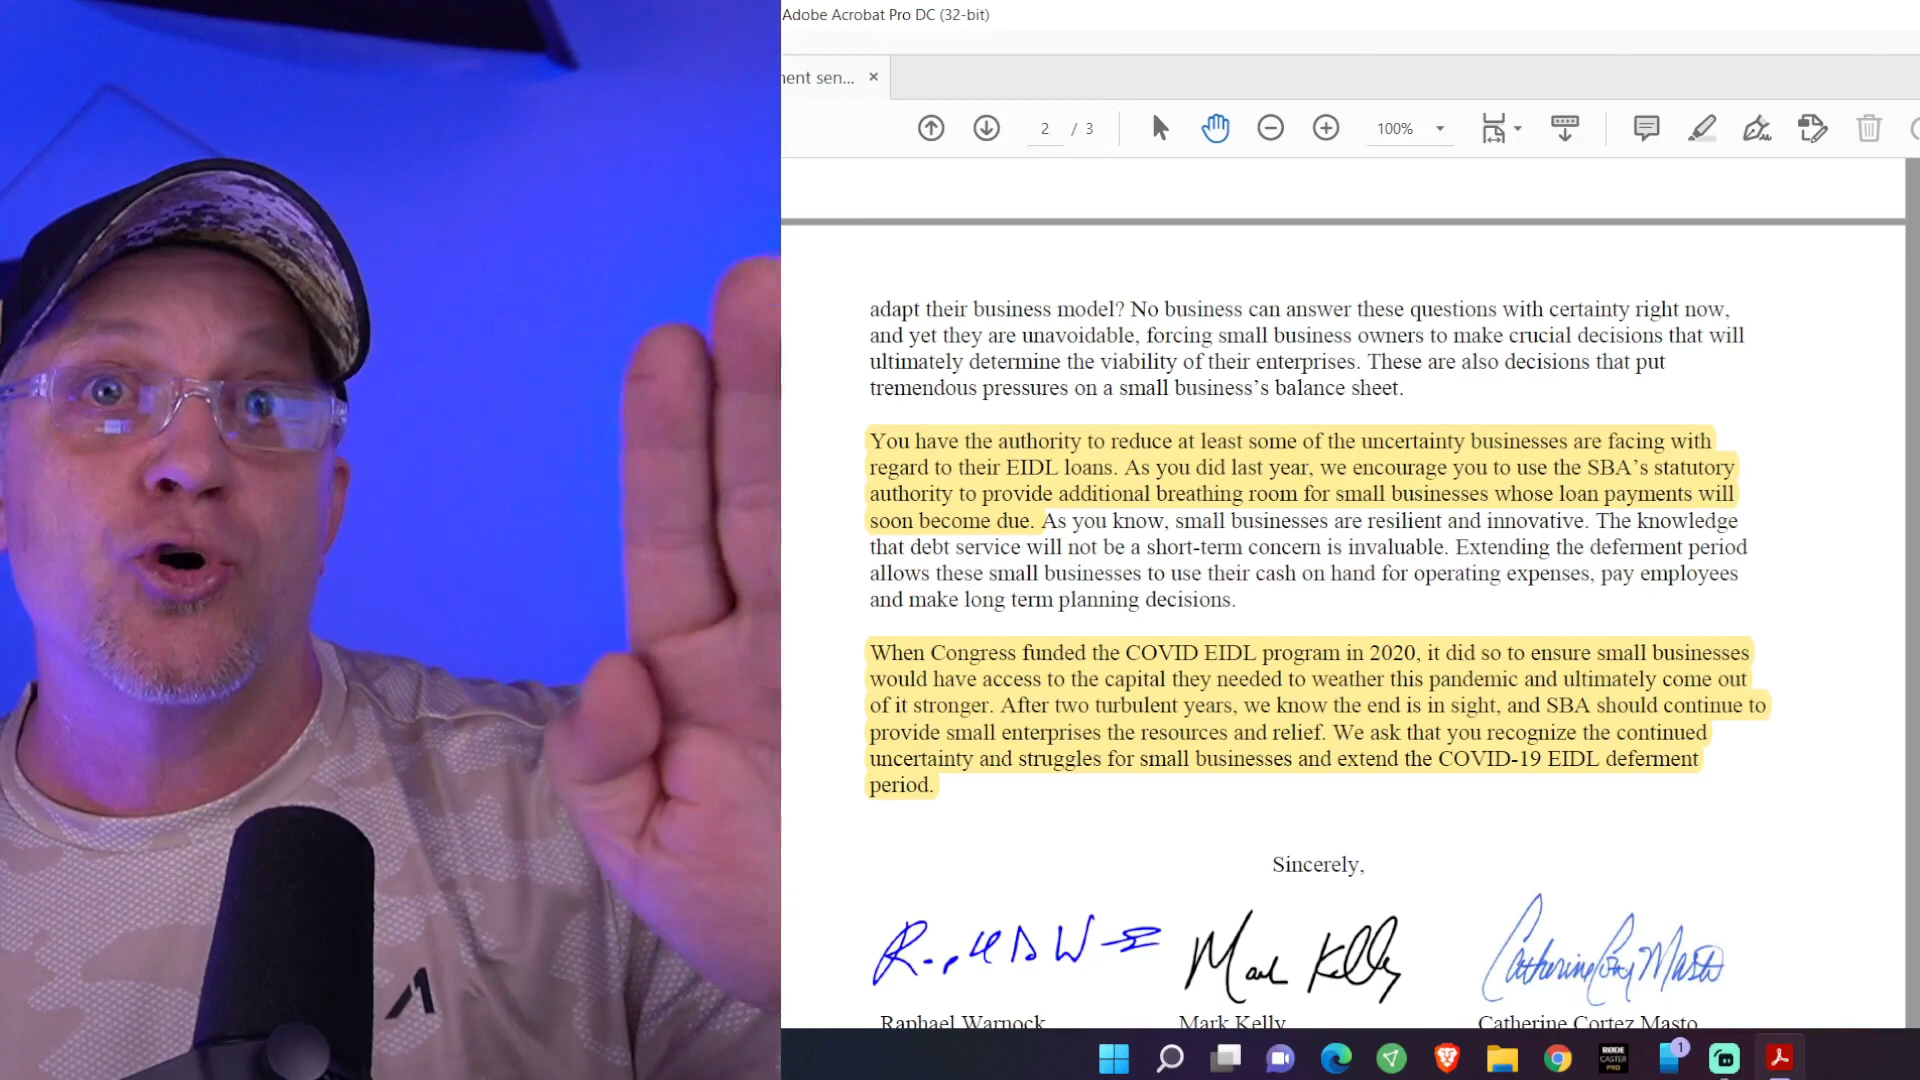 Adobe Acrobat Pro DC (32-bit)
ment sen...
2 / 3
100%
adapt their business model? No business can answer these questions with certainty right now,
and yet they are unavoidable, forcing small business owners to make crucial decisions that will
ultimately determine the viability of their enterprises. These are also decisions that put
tremendous pressures on a small business’s balance sheet.
You have the authority to reduce at least some of the uncertainty businesses are facing with
regard to their EIDL loans. As you did last year, we encourage you to use the SBA’s statutory
authority to provide additional breathing room for small businesses whose loan payments will
soon become due. As you know, small businesses are resilient and innovative. The knowledge
that debt service will not be a short-term concern is invaluable. Extending the deferment period
allows these small businesses to use their cash on hand for operating expenses, pay employees
and make long term planning decisions.
When Congress funded the COVID EIDL program in 2020, it did so to ensure small businesses
would have access to the capital they needed to weather this pandemic and ultimately come out
of it stronger. After two turbulent years, we know the end is in sight, and SBA should continue to
provide small enterprises the resources and relief. We ask that you recognize the continued
uncertainty and struggles for small businesses and extend the COVID-19 EIDL deferment
period.
Sincerely,
Mark Kelly Catherine Cortez Masto
Raphael Warnock Mark Kelly Catherine Cortez Masto
RØDE CASTER PRO
1